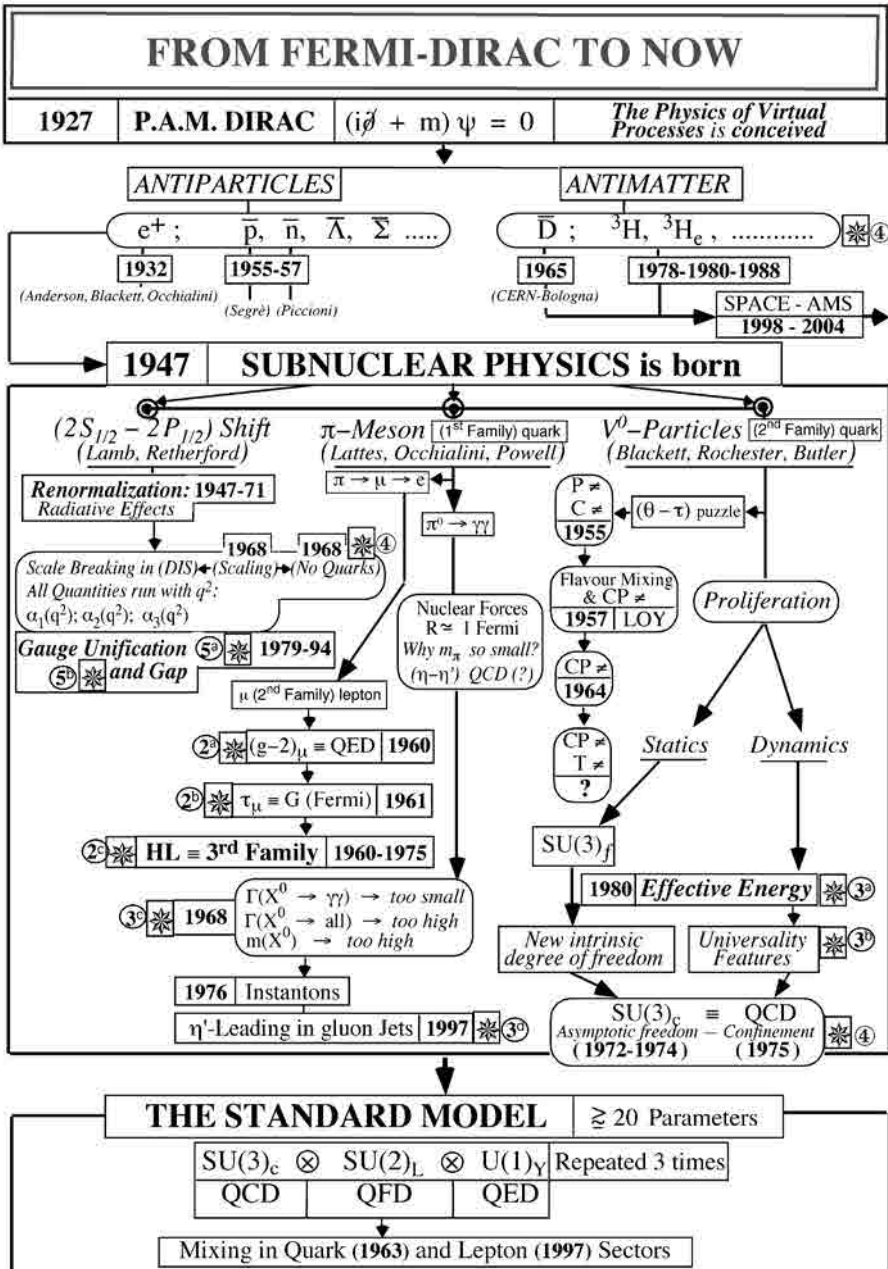 FROM FERMI-DIRAC TO NOW
1927 P.A.M. DIRAC (i∂̸ + m) ψ = 0 The Physics of Virtual
Processes is conceived
ANTIPARTICLES
e⁺ ; p̅, n̅, Λ̅, Σ̅ .....
1932 1955-57
(Anderson, Blackett, Occhialini)
(Segrè) (Piccioni)
ANTIMATTER
D̅ ; ³H, ³Hₑ , ............ ④
1965 1978-1980-1988
(CERN-Bologna)
SPACE - AMS
1998 - 2004
1947 SUBNUCLEAR PHYSICS is born
(2S₁/₂ – 2P₁/₂) Shift
(Lamb, Retherford)
Renormalization: 1947-71
Radiative Effects
1968 1968 ④
Scale Breaking in (DIS) (Scaling) (No Quarks)
All Quantities run with q²:
α₁(q²); α₂(q²); α₃(q²)
Gauge Unification 5ᵃ 1979-94
5ᵇ and Gap
π–Meson (1st Family) quark
(Lattes, Occhialini, Powell)
π → μ → e
π⁰ → γγ
Nuclear Forces
R ≃ 1 Fermi
Why mπ so small?
(η–η') QCD (?)
μ (2nd Family) lepton
2ᵃ (g–2)μ ≡ QED 1960
2ᵇ τμ ≡ G (Fermi) 1961
2ᶜ HL ≡ 3rd Family 1960-1975
3ᶜ 1968
Γ(X⁰ → γγ) → too small
Γ(X⁰ → all) → too high
m(X⁰) → too high
1976 Instantons
η'-Leading in gluon Jets 1997 3ᵈ
V⁰–Particles (2nd Family) quark
(Blackett, Rochester, Butler)
P ≠
C ≠
1955
(θ – τ) puzzle
Flavour Mixing
& CP ≠
1957 LOY
CP ≠
1964
CP ≠
T ≠
?
Proliferation
Statics Dynamics
SU(3)f
1980 Effective Energy 3ᵃ
New intrinsic
degree of freedom
Universality
Features 3ᵇ
SU(3)c ≡ QCD
Asymptotic freedom – Confinement ④
(1972-1974) (1975)
THE STANDARD MODEL ≧ 20 Parameters
SU(3)c ⊗ SU(2)L ⊗ U(1)Y Repeated 3 times
QCD QFD QED
Mixing in Quark (1963) and Lepton (1997) Sectors